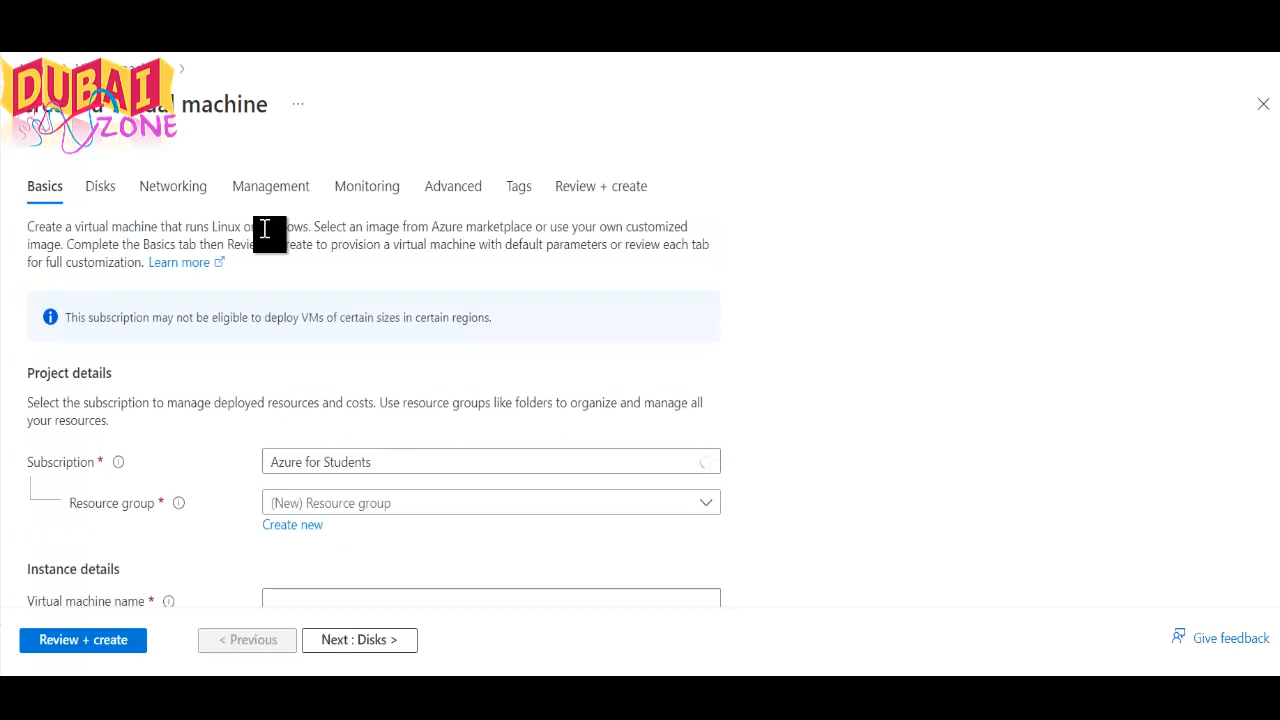 DUBAI
ZONE
machine
...
Basics Disks Networking Management Monitoring Advanced Tags Review + create
Create a virtual machine that runs Linux or ows. Select an image from Azure marketplace or use your own customized
image. Complete the Basics tab then Revie create to provision a virtual machine with default parameters or review each tab
for full customization. Learn more
This subscription may not be eligible to deploy VMs of certain sizes in certain regions.
Project details
Select the subscription to manage deployed resources and costs. Use resource groups like folders to organize and manage all
your resources.
Subscription * Azure for Students
Resource group * (New) Resource group
Create new
Instance details
Virtual machine name *
Review + create < Previous Next : Disks > Give feedback